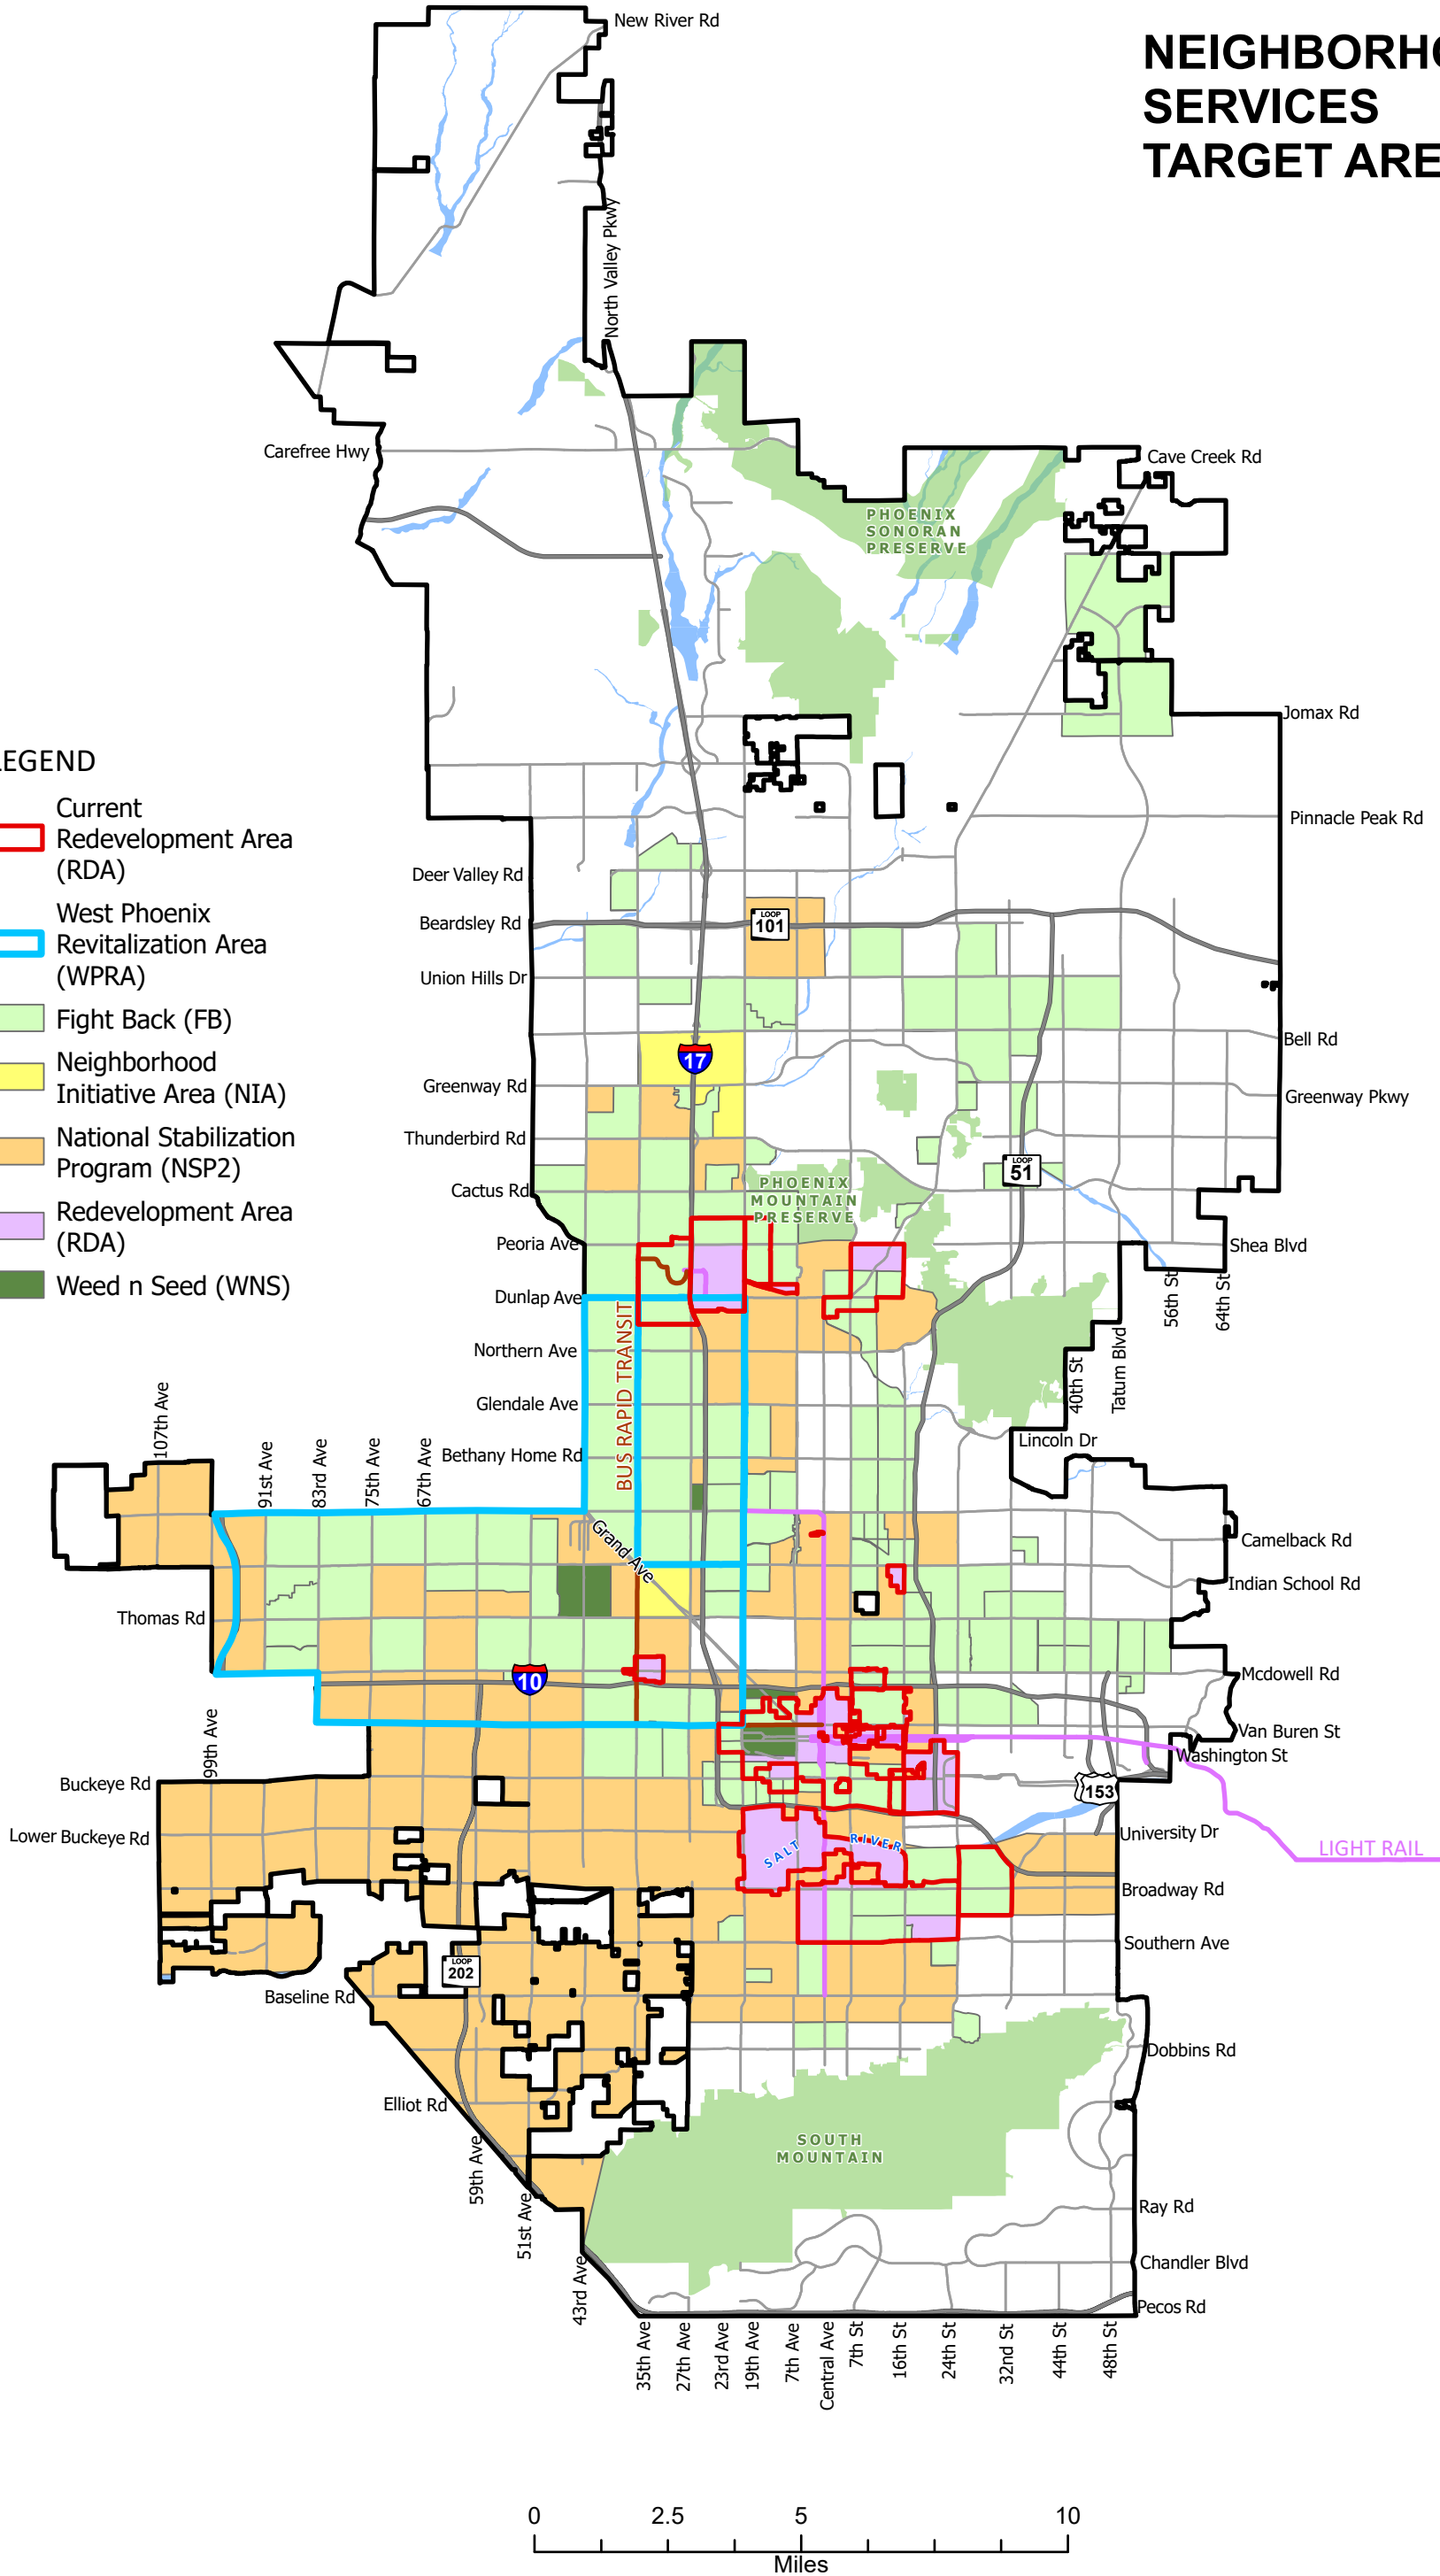 NEIGHBORHO
SERVICES
TARGET ARE
New River Rd
North Valley Pkwy
Carefree Hwy
Cave Creek Rd
PHOENIX
SONORAN
PRESERVE
Jomax Rd
Pinnacle Peak Rd
LEGEND
Current
Redevelopment Area
(RDA)
West Phoenix
Revitalization Area
(WPRA)
Fight Back (FB)
Neighborhood
Initiative Area (NIA)
National Stabilization
Program (NSP2)
Redevelopment Area
(RDA)
Weed n Seed (WNS)
Deer Valley Rd
Beardsley Rd
LOOP
101
Union Hills Dr
Bell Rd
17
Greenway Rd
Greenway Pkwy
Thunderbird Rd
LOOP
51
Cactus Rd
PHOENIX
MOUNTAIN
PRESERVE
Peoria Ave
Shea Blvd
Dunlap Ave
56th St
64th St
Northern Ave
BUS RAPID TRANSIT
40th St
Tatum Blvd
Glendale Ave
Bethany Home Rd
Lincoln Dr
107th Ave
91st Ave
83rd Ave
75th Ave
67th Ave
Grand Ave
Camelback Rd
Indian School Rd
Thomas Rd
10
Mcdowell Rd
99th Ave
Van Buren St
Washington St
Buckeye Rd
153
Lower Buckeye Rd
SALT
RIVER
University Dr
LIGHT RAIL
Broadway Rd
Southern Ave
LOOP
202
Baseline Rd
Dobbins Rd
Elliot Rd
SOUTH
MOUNTAIN
59th Ave
51st Ave
43rd Ave
Ray Rd
Chandler Blvd
Pecos Rd
35th Ave
27th Ave
23rd Ave
19th Ave
7th Ave
Central Ave
7th St
16th St
24th St
32nd St
44th St
48th St
0 2.5 5 10
Miles